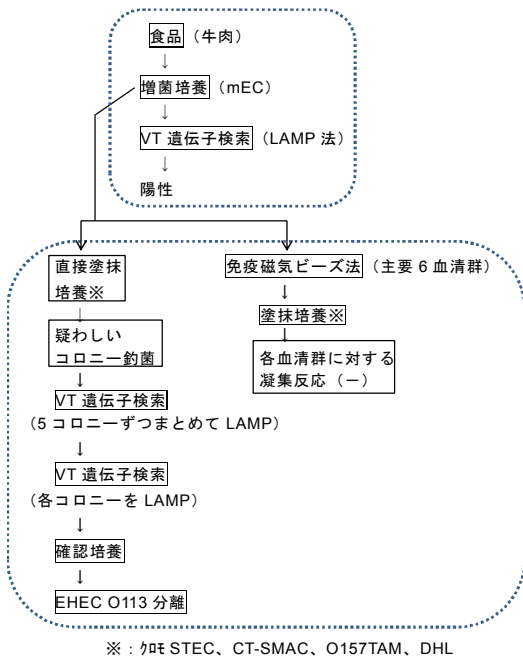 食品（牛肉）
↓
増菌培養（mEC）
↓
VT 遺伝子検索（LAMP 法）
↓
陽性
直接塗抹
培養※
疑わしい
コロニー釣菌
↓
VT 遺伝子検索
（5 コロニーずつまとめて LAMP）
↓
VT 遺伝子検索
（各コロニーを LAMP）
↓
確認培養
↓
EHEC O113 分離
免疫磁気ビーズ法（主要 6 血清群）
↓
塗抹培養※
各血清群に対する
凝集反応（－）
※：ｸﾛﾓ STEC、CT-SMAC、O157TAM、DHL